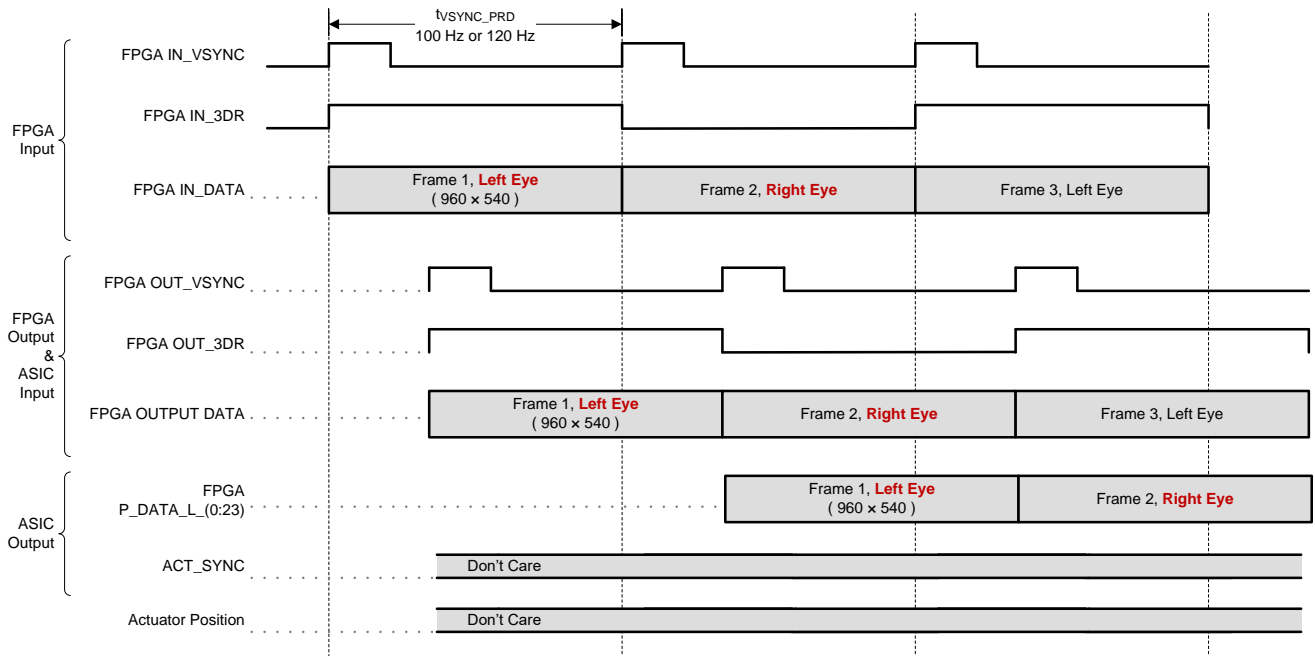 tVSYNC_PRD
100 Hz or 120 Hz
FPGA IN_VSYNC
FPGA IN_3DR
FPGA
Input
FPGA IN_DATA
Frame 1, Left Eye
( 960 × 540 )
Frame 2, Right Eye
Frame 3, Left Eye
FPGA OUT_VSYNC
FPGA
Output
&
ASIC
Input
FPGA OUT_3DR
FPGA OUTPUT DATA
Frame 1, Left Eye
( 960 × 540 )
Frame 2, Right Eye
Frame 3, Left Eye
ASIC
Output
FPGA
P_DATA_L_(0:23)
Frame 1, Left Eye
( 960 × 540 )
Frame 2, Right Eye
ACT_SYNC
Don't Care
Actuator Position
Don't Care